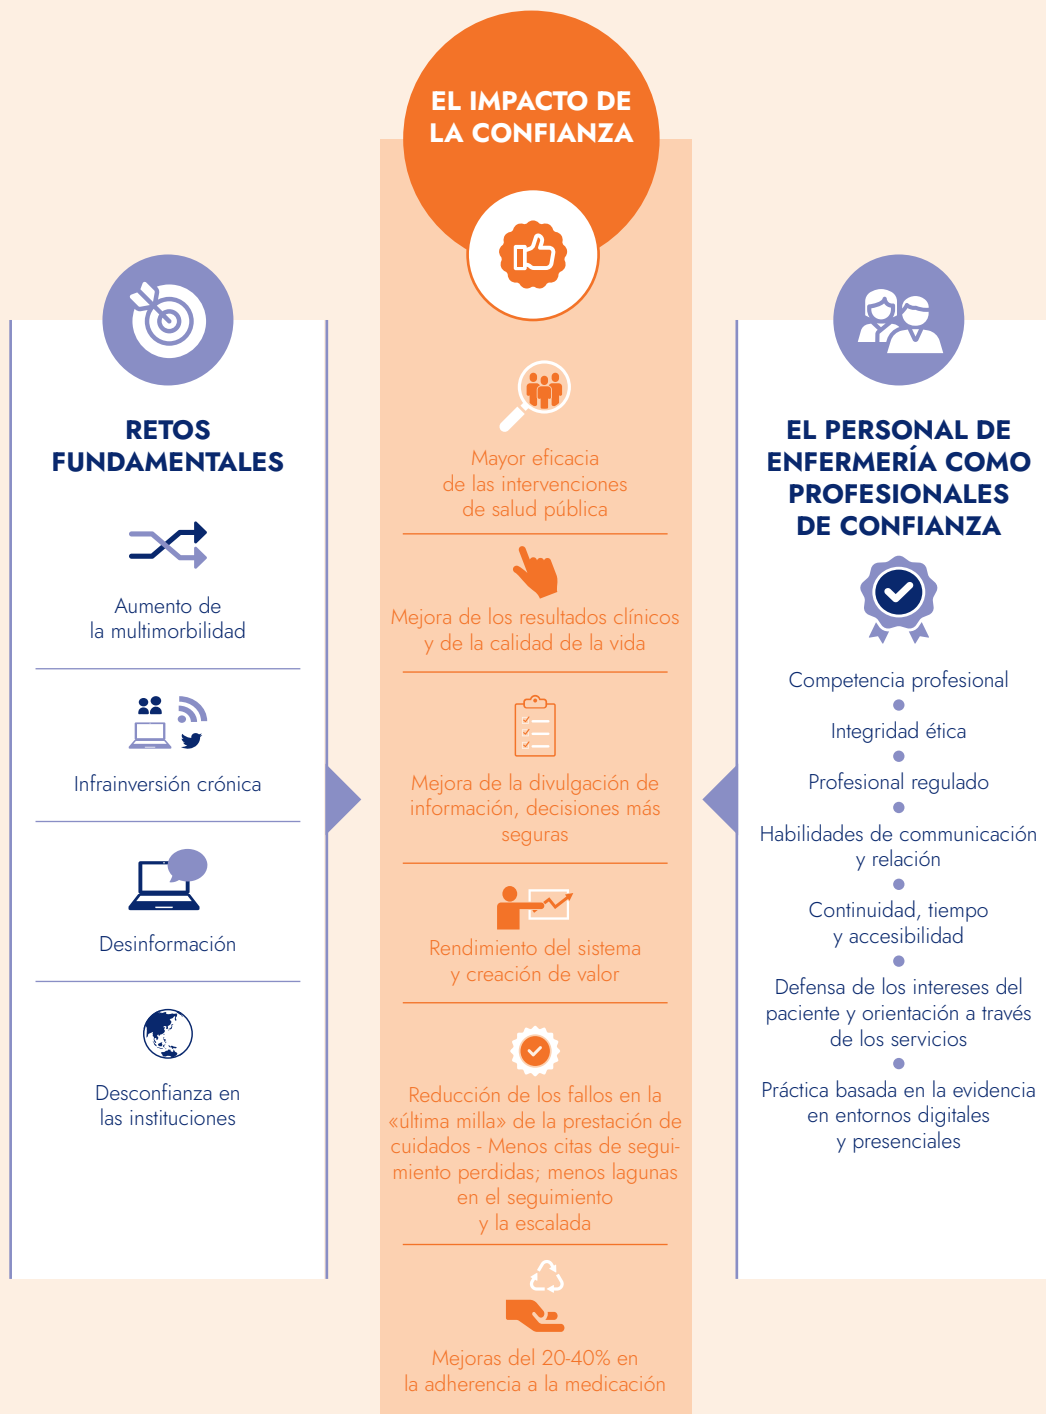 EL IMPACTO DE
LA CONFIANZA
RETOS
FUNDAMENTALES
Aumento de
la multimorbilidad
Infrainversión crónica
Desinformación
Desconfianza en
las instituciones
Mayor eficacia
de las intervenciones
de salud pública
Mejora de los resultados clínicos
y de la calidad de la vida
Mejora de la divulgación de
información, decisiones más
seguras
Rendimiento del sistema
y creación de valor
Reducción de los fallos en la
«última milla» de la prestación de
cuidados - Menos citas de segui-
miento perdidas; menos lagunas
en el seguimiento
y la escalada
Mejoras del 20-40% en
la adherencia a la medicación
EL PERSONAL DE
ENFERMERÍA COMO
PROFESIONALES
DE CONFIANZA
Competencia profesional
Integridad ética
Profesional regulado
Habilidades de communicación
y relación
Continuidad, tiempo
y accesibilidad
Defensa de los intereses del
paciente y orientación a través
de los servicios
Práctica basada en la evidencia
en entornos digitales
y presenciales